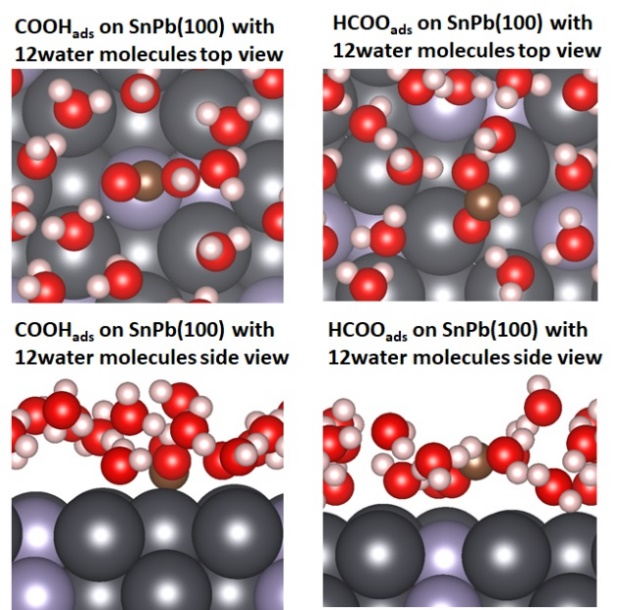 COOHads on SnPb(100) with
12water molecules top view
HCOOads on SnPb(100) with
12water molecules top view
COOHads on SnPb(100) with
12water molecules side view
HCOOads on SnPb(100) with
12water molecules side view